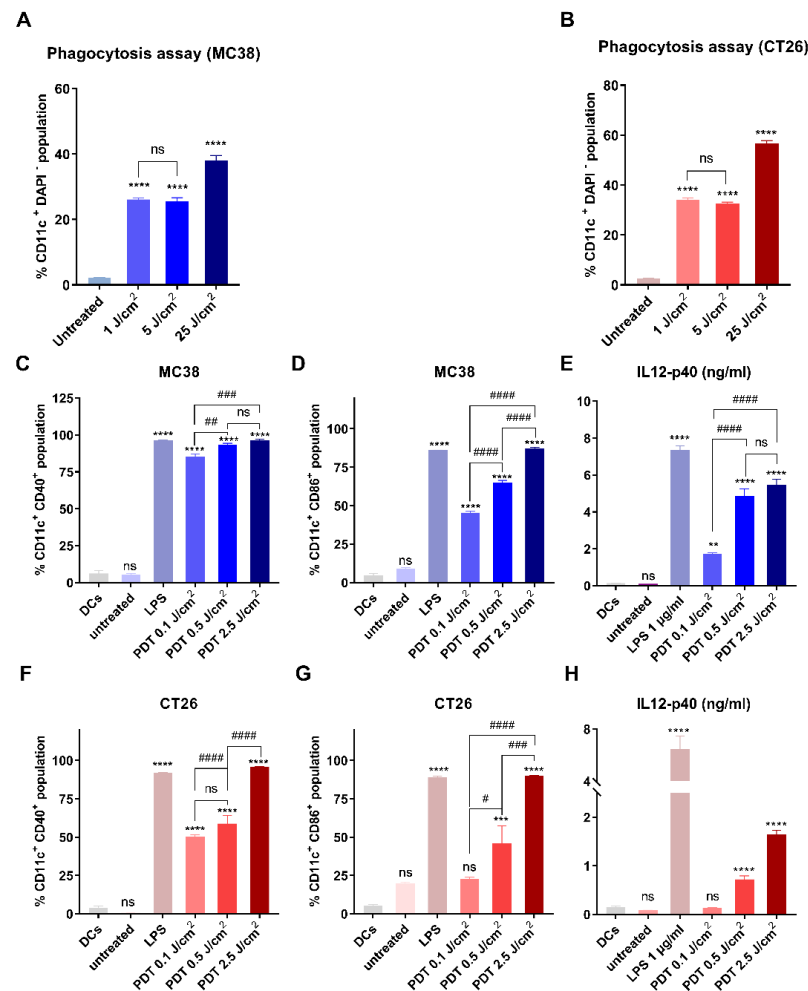 A
Phagocytosis assay (MC38)
% CD11c + DAPI - population
60
40
20
0
****
****
****
ns
Untreated
1 J/cm2
5 J/cm2
25 J/cm2
B
Phagocytosis assay (CT26)
% CD11c + DAPI - population
80
60
40
20
0
****
****
****
ns
Untreated
1 J/cm2
5 J/cm2
25 J/cm2
C
MC38
% CD11c+ CD40+ population
125
100
75
50
25
0
###
##
ns
ns
****
****
****
****
DCs
untreated
LPS
PDT 0.1 J/cm2
PDT 0.5 J/cm2
PDT 2.5 J/cm2
D
MC38
% CD11c+ CD86+ population
100
75
50
25
0
####
####
####
ns
****
****
****
****
DCs
untreated
LPS
PDT 0.1 J/cm2
PDT 0.5 J/cm2
PDT 2.5 J/cm2
E
IL12-p40 (ng/ml)
10
8
6
4
2
0
####
####
ns
ns
****
**
****
****
DCs
untreated
LPS 1 µg/ml
PDT 0.1 J/cm2
PDT 0.5 J/cm2
PDT 2.5 J/cm2
F
CT26
% CD11c+ CD40+ population
100
75
50
25
0
####
####
ns
ns
****
****
****
****
DCs
untreated
LPS
PDT 0.1 J/cm2
PDT 0.5 J/cm2
PDT 2.5 J/cm2
G
CT26
% CD11c+ CD86+ population
100
75
50
25
0
####
###
#
ns
****
ns
***
****
DCs
untreated
LPS
PDT 0.1 J/cm2
PDT 0.5 J/cm2
PDT 2.5 J/cm2
H
IL12-p40 (ng/ml)
8
4
2
1
0
ns
****
ns
****
****
DCs
untreated
LPS 1 µg/ml
PDT 0.1 J/cm2
PDT 0.5 J/cm2
PDT 2.5 J/cm2